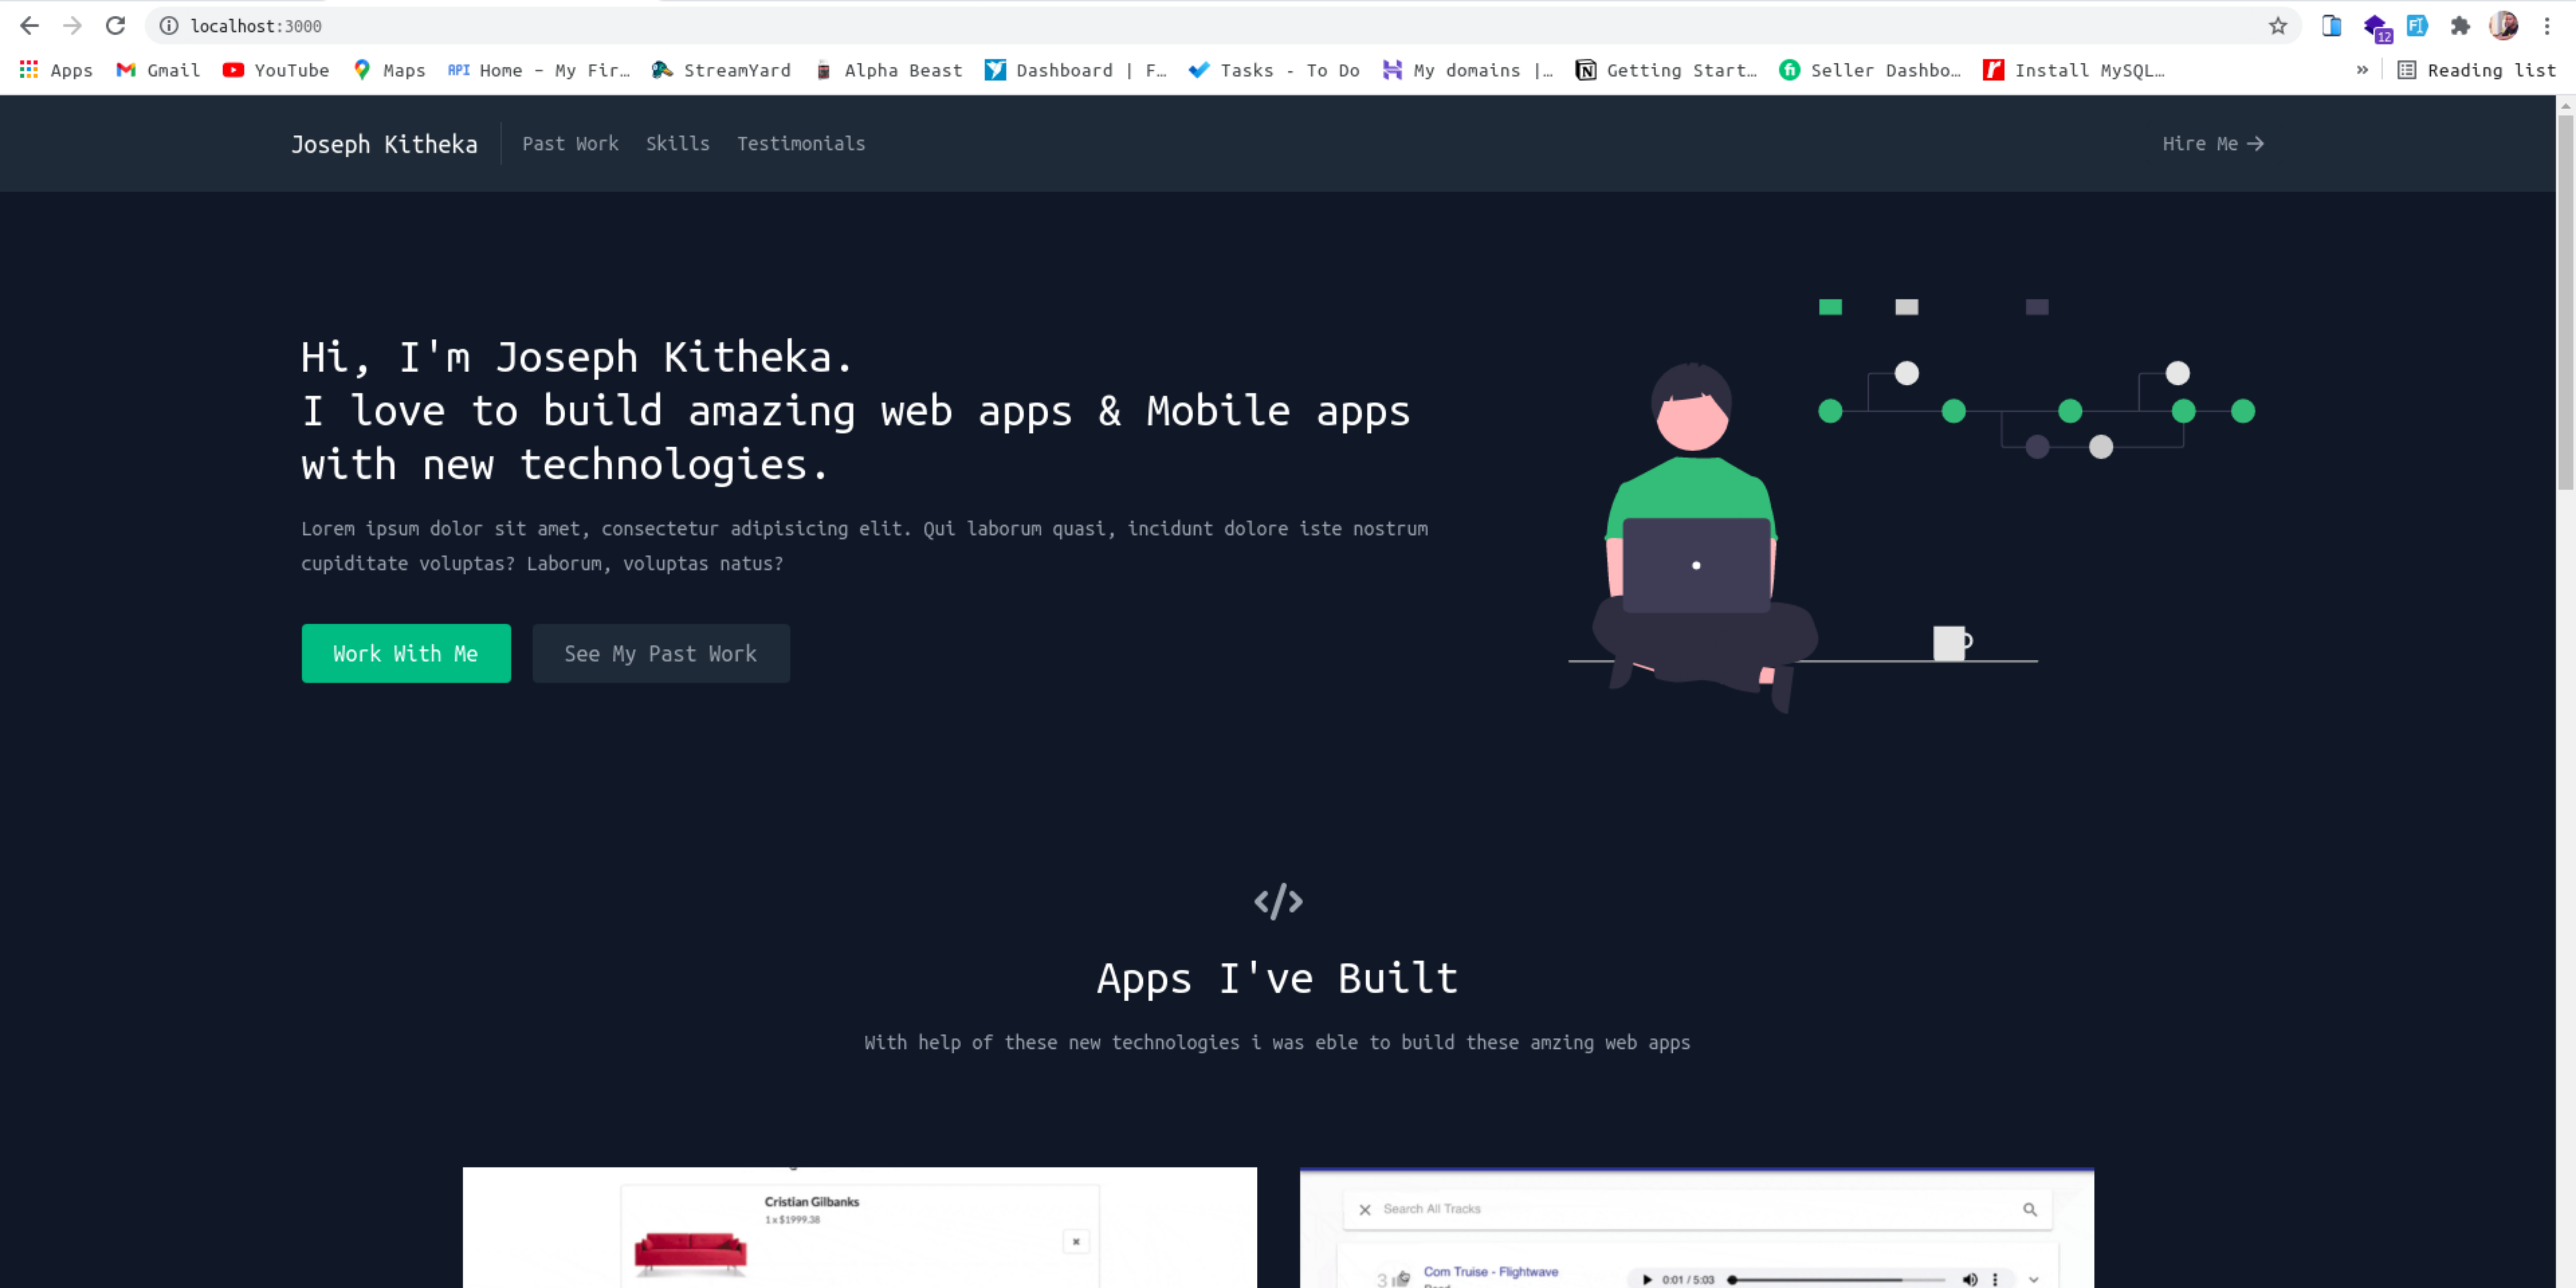 localhost:3000
12
Apps Gmail YouTube Maps API Home – My Fir… StreamYard Alpha Beast Dashboard | F… Tasks - To Do My domains |… Getting Start… Seller Dashbo… Install MySQL… » Reading list
Joseph Kitheka Past Work Skills Testimonials Hire Me →
Hi, I'm Joseph Kitheka.
I love to build amazing web apps & Mobile apps
with new technologies.
Lorem ipsum dolor sit amet, consectetur adipisicing elit. Qui laborum quasi, incidunt dolore iste nostrum
cupiditate voluptas? Laborum, voluptas natus?
Work With Me See My Past Work
</>
Apps I've Built
With help of these new technologies i was eble to build these amzing web apps
Cristian Gilbanks
1 x $1999.38
Search All Tracks
3
Com Truise - Flightwave
0:01 / 5:03